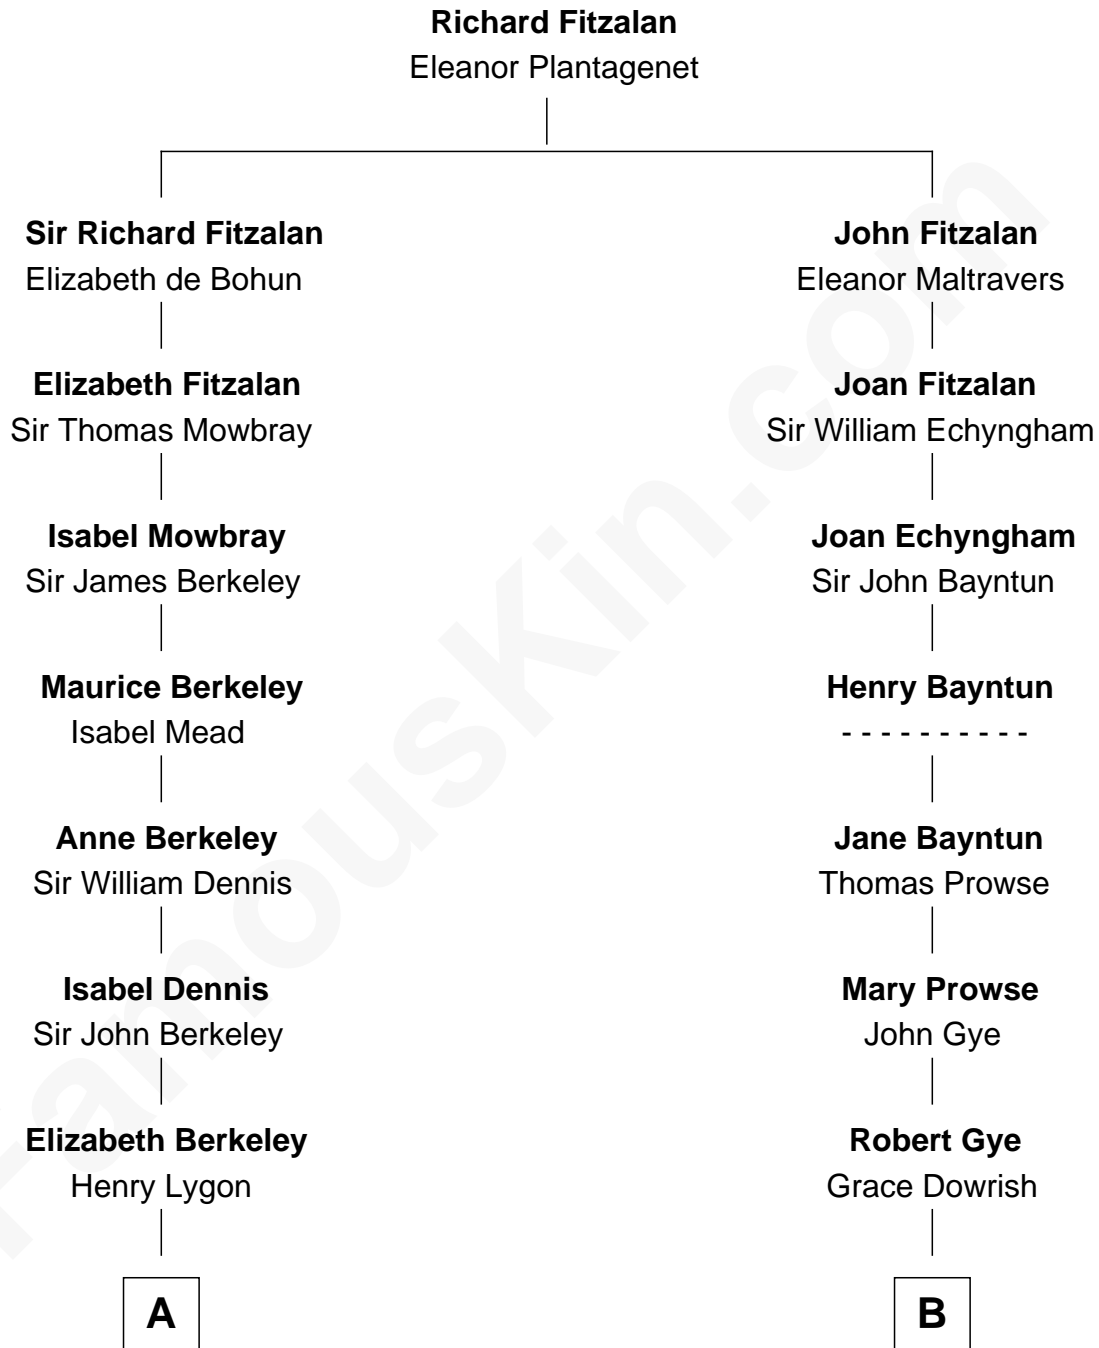 Richard Fitzalan
Eleanor Plantagenet
Sir Richard Fitzalan
Elizabeth de Bohun
John Fitzalan
Eleanor Maltravers
Elizabeth Fitzalan
Sir Thomas Mowbray
Joan Fitzalan
Sir William Echyngham
Isabel Mowbray
Sir James Berkeley
Joan Echyngham
Sir John Bayntun
Maurice Berkeley
Isabel Mead
Henry Bayntun
- - - - - - - - - -
Anne Berkeley
Sir William Dennis
Jane Bayntun
Thomas Prowse
Isabel Dennis
Sir John Berkeley
Mary Prowse
John Gye
Elizabeth Berkeley
Henry Lygon
Robert Gye
Grace Dowrish
A
B
FamousKin.com